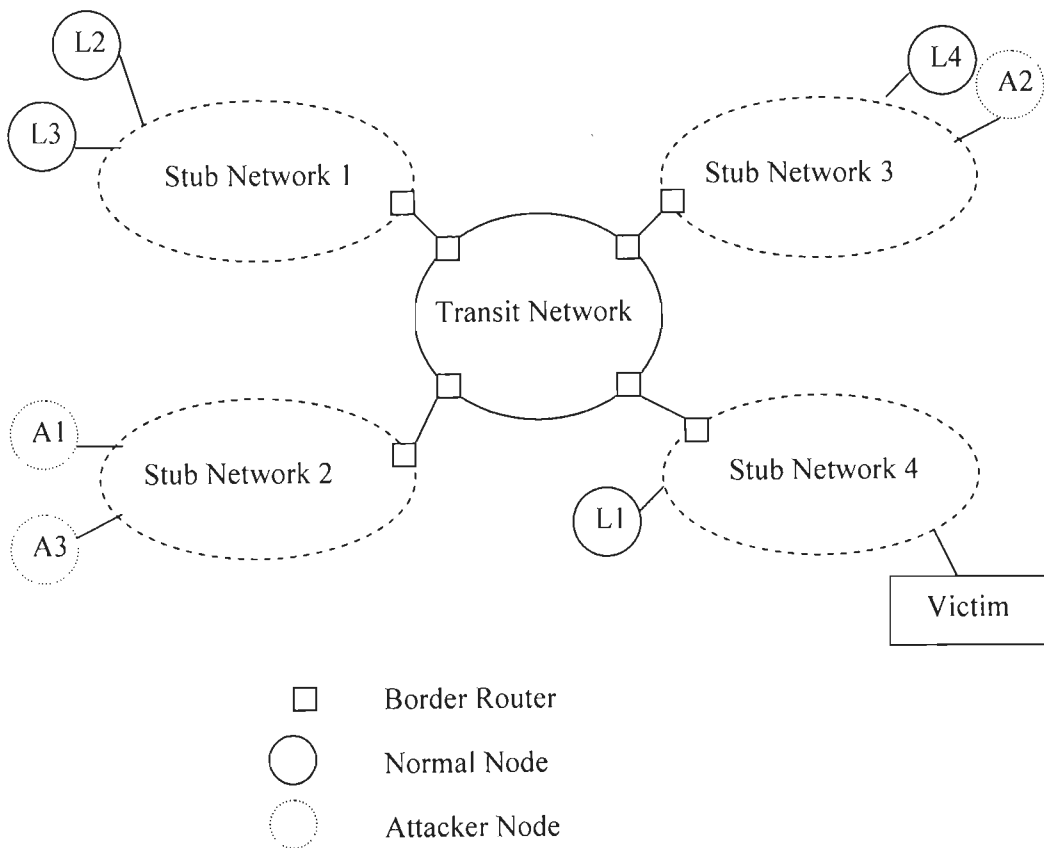 L2
L4
A2
L3
Stub Network 1
Stub Network 3
Transit Network
A1
Stub Network 2
Stub Network 4
A3
L1
Victim
Border Router
Normal Node
Attacker Node